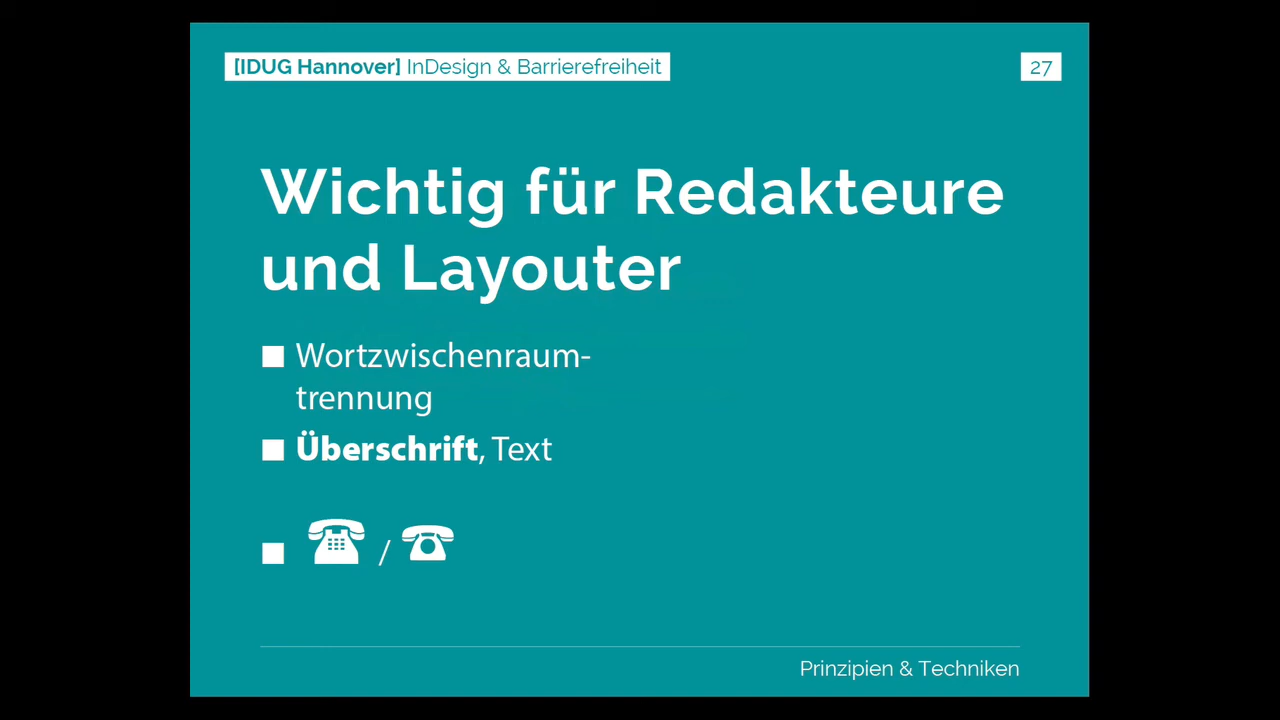 [IDUG Hannover] InDesign & Barrierefreiheit
27
Wichtig für Redakteure
und Layouter
■ Wortzwischenraum-
trennung
■ Überschrift, Text
■ ☎ / ☎
Prinzipien & Techniken